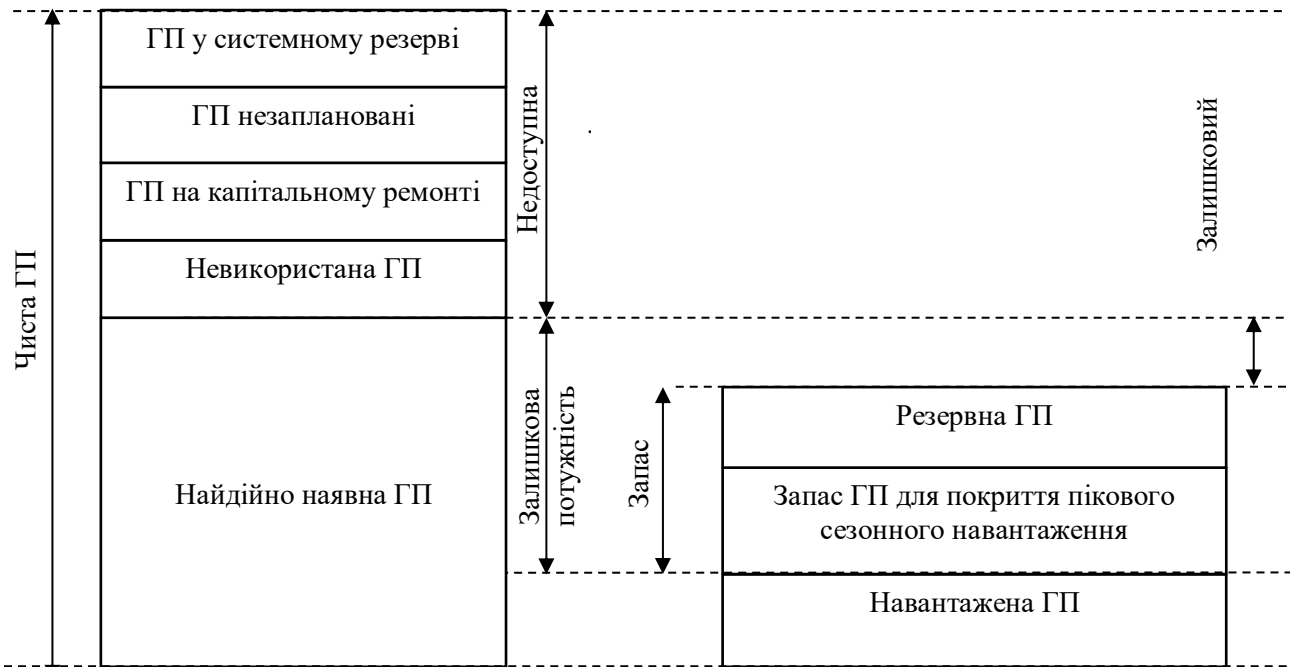 ГП у системному резерві
ГП незаплановані
ГП на капітальному ремонті
Невикористана ГП
Найдійно наявна ГП
Чиста ГП
Недоступна
Залишкова
потужність
Запас
Залишковий
Резервна ГП
Запас ГП для покриття пікового
сезонного навантаження
Навантажена ГП